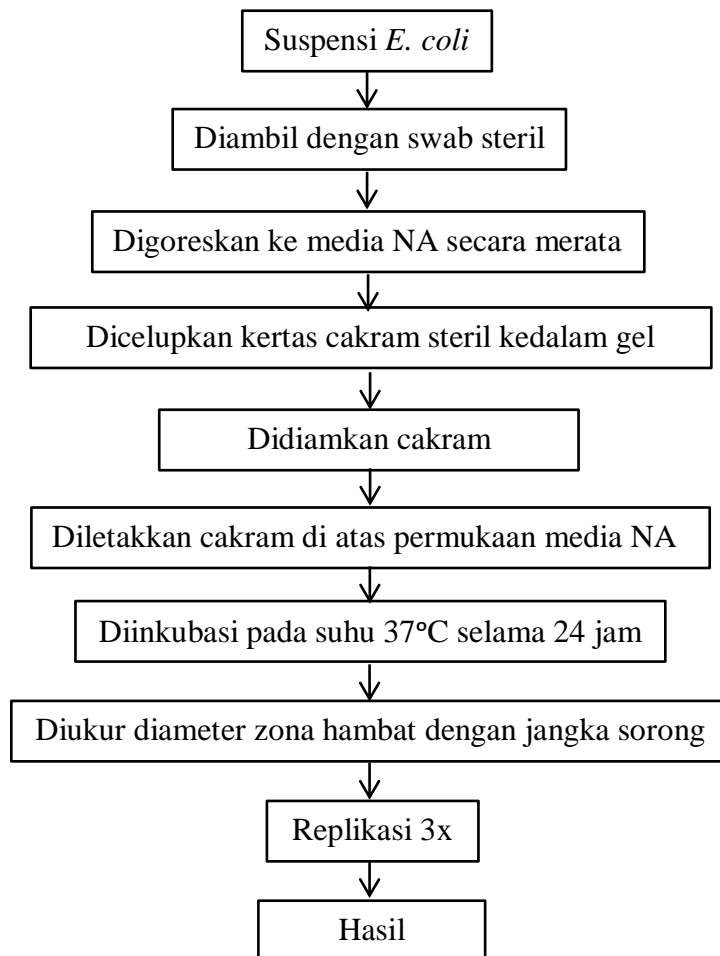 Suspensi E. coli
Diambil dengan swab steril
Digoreskan ke media NA secara merata
Dicelupkan kertas cakram steril kedalam gel
Didiamkan cakram
Diletakkan cakram di atas permukaan media NA
Diinkubasi pada suhu 37°C selama 24 jam
Diukur diameter zona hambat dengan jangka sorong
Replikasi 3x
Hasil